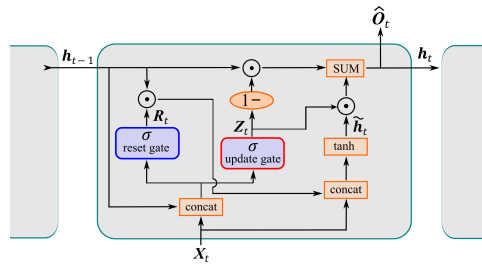 Ô_t
h_{t−1}
h_t
SUM
1−
R_t
Z_t
h̃_t
σ
reset gate
σ
update gate
tanh
concat
concat
X_t